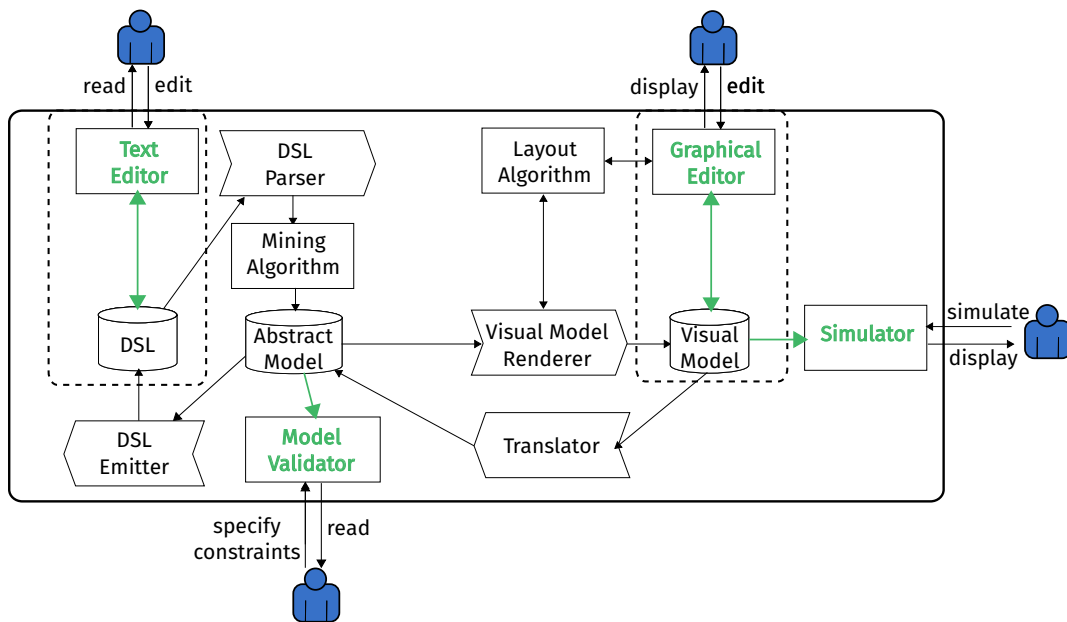 read
edit
display
edit
Text
Editor
DSL
Parser
Layout
Algorithm
Graphical
Editor
Mining
Algorithm
DSL
Abstract
Model
Visual Model
Renderer
Visual
Model
Simulator
simulate
display
DSL
Emitter
Model
Validator
Translator
specify
constraints
read